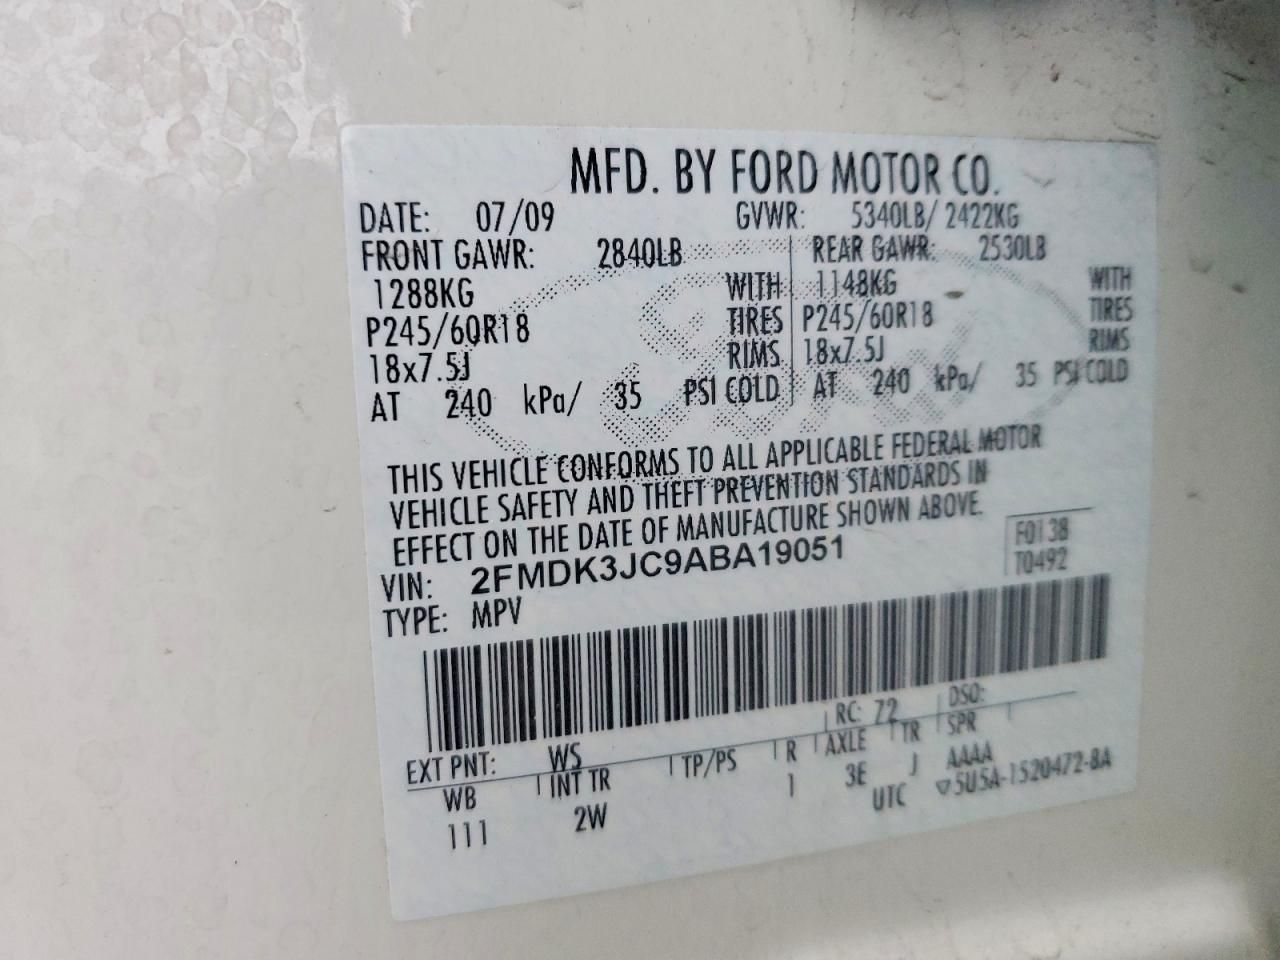 MFD. BY FORD MOTOR CO.
DATE: 07/09 GVWR: 5340LB/ 2422KG
FRONT GAWR: 2840LB REAR GAWR: 2530LB
1288KG WITH 1148KG WITH
P245/60R18 TIRES P245/60R18 TIRES
18x7.5J RIMS 18x7.5J RIMS
AT 240 kPa/ 35 PSI COLD AT 240 kPa/ 35 PSI COLD
THIS VEHICLE CONFORMS TO ALL APPLICABLE FEDERAL MOTOR
VEHICLE SAFETY AND THEFT PREVENTION STANDARDS IN
EFFECT ON THE DATE OF MANUFACTURE SHOWN ABOVE.
VIN: 2FMDK3JC9ABA19051 F0138
TYPE: MPV T0492
EXT PNT: WS RC: 72 DSO:
WB INT TR TP/PS R AXLE TR SPR
111 2W 1 3E J AAAA
UTC ▽5U5A-1520472-BA